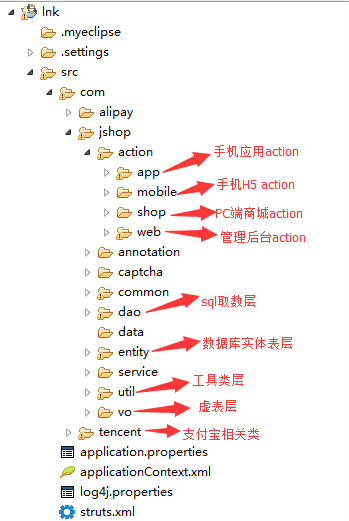 lnk
.myeclipse
.settings
src
com
alipay
jshop
action
app 手机应用action
mobile 手机H5 action
shop PC端商城action
web 管理后台action
annotation
captcha
common
dao sql取数层
data
entity 数据库实体表层
service
util 工具类层
vo 虚表层
tencent 支付宝相关类
application.properties
applicationContext.xml
log4j.properties
struts.xml